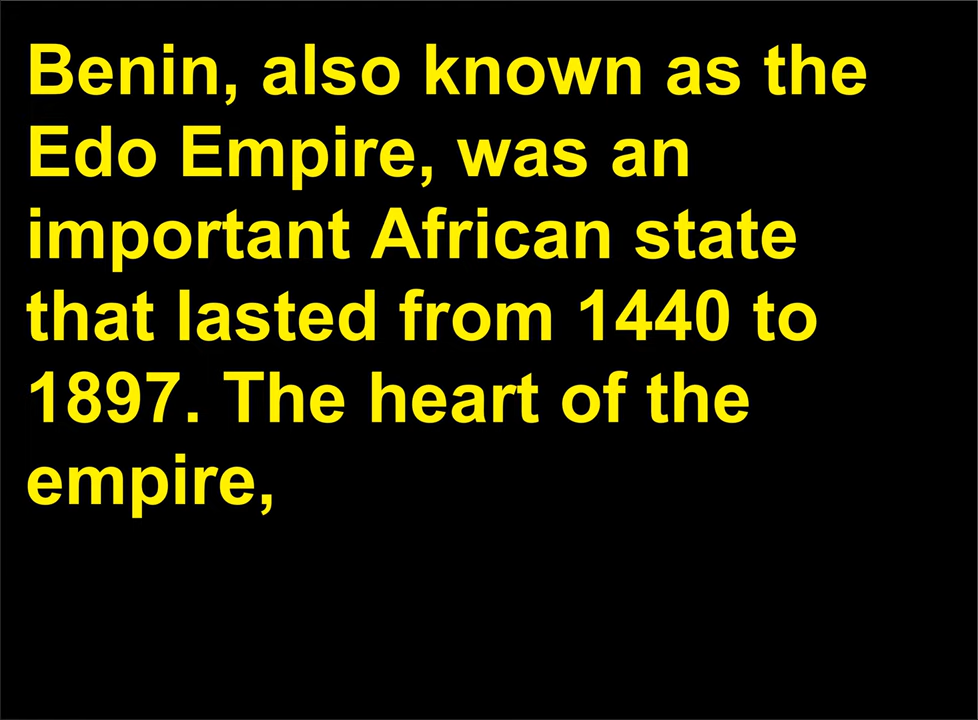 Benin, also known as the
Edo Empire, was an
important African state
that lasted from 1440 to
1897. The heart of the
empire,